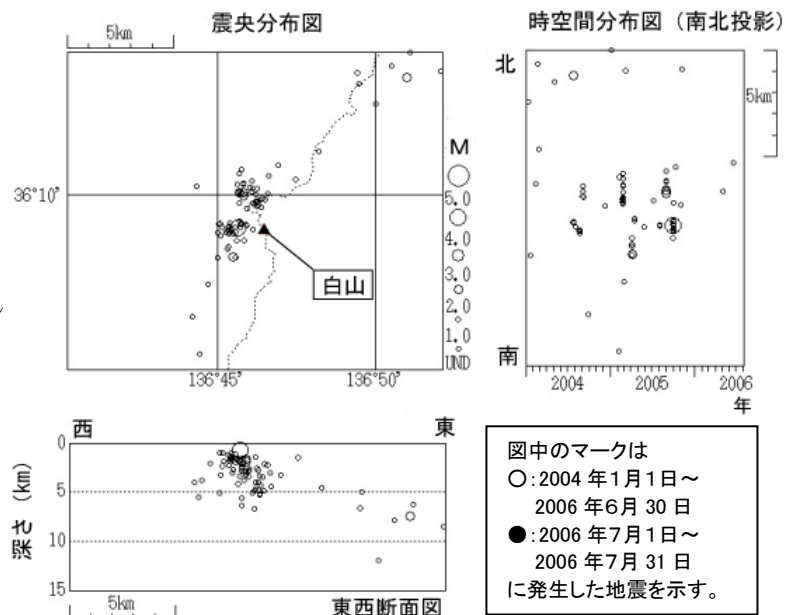 震央分布図
5km
36°10′
136°45′
136°50′
白山
M
5.0
4.0
3.0
2.0
1.0
UND
時空間分布図（南北投影）
北
南
5km
2004
2005
2006
年
西
東
0
5
10
15
深さ (km)
5km
東西断面図
図中のマークは
○：2004 年１月１日～
2006 年６月 30 日
●：2006 年７月１日～
2006 年７月 31 日
に発生した地震を示す。